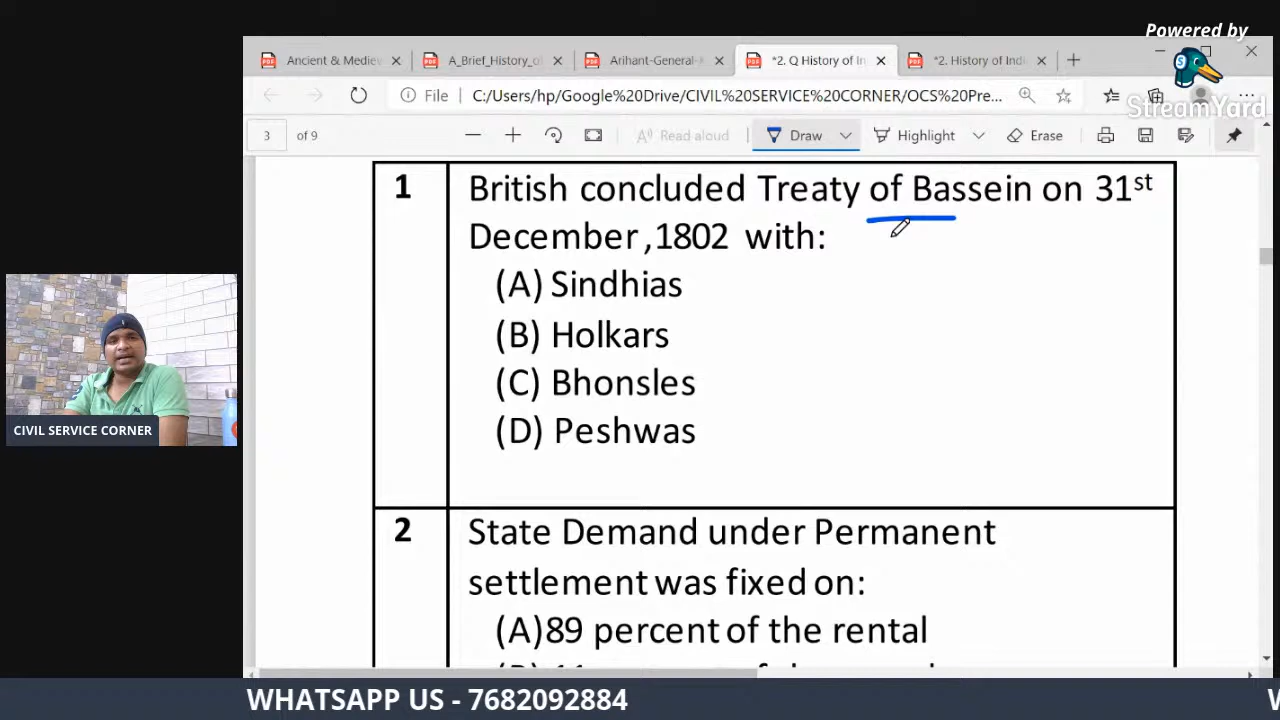 Powered by
StreamYard
Ancient & Mediev
A_Brief_History_of
Arihant-General-
*2. Q History of In
*2. History of Indi
File C:/Users/hp/Google%20Drive/CIVIL%20SERVICE%20CORNER/OCS%20Pre...
3 of 9
Read aloud Draw Highlight Erase
1 British concluded Treaty of Bassein on 31st
December ,1802 with:
(A) Sindhias
(B) Holkars
(C) Bhonsles
(D) Peshwas
2 State Demand under Permanent
settlement was fixed on:
(A)89 percent of the rental
CIVIL SERVICE CORNER
WHATSAPP US - 7682092884